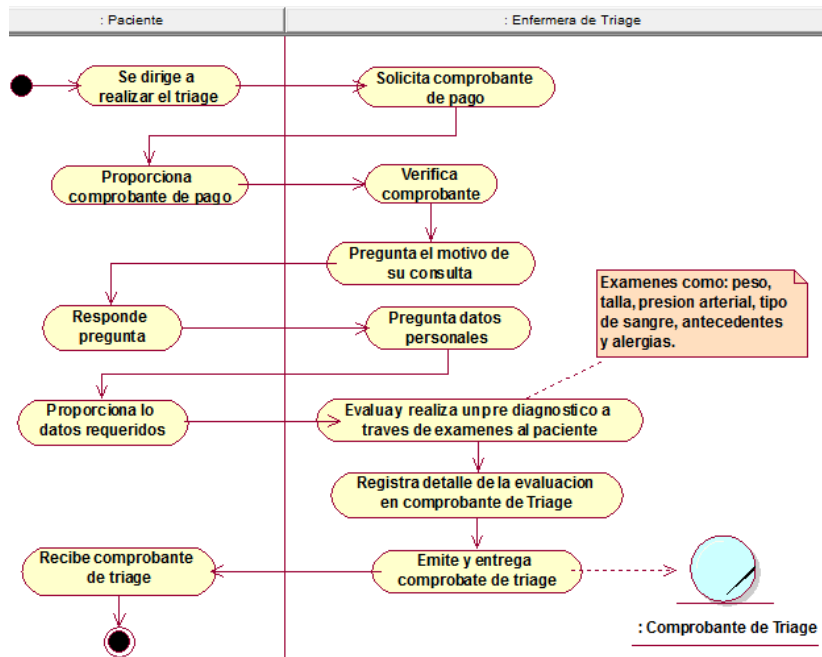 : Paciente
: Enfermera de Triage
Se dirige a
realizar el triage
Solicita comprobante
de pago
Proporciona
comprobante de pago
Verifica
comprobante
Pregunta el motivo de
su consulta
Examenes como: peso,
talla, presion arterial, tipo
de sangre, antecedentes
y alergias.
Responde
pregunta
Pregunta datos
personales
Proporciona lo
datos requeridos
Evaluay realiza unpre diagnostico a
traves de examenes al paciente
Registra detalle de la evaluacion
en comprobante de Triage
Recibe comprobante
de triage
Emite y entrega
comprobate de triage
: Comprobante de Triage